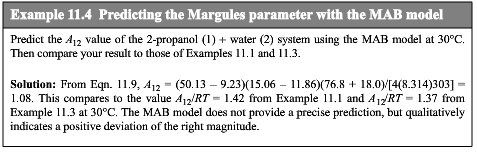 Example 11.4 Predicting the Margules parameter with the MAB model
Predict the A₁₂ value of the 2-propanol (1) + water (2) system using the MAB model at 30°C.
Then compare your result to those of Examples 11.1 and 11.3.
Solution: From Eqn. 11.9, A₁₂ = (50.13 – 9.23)(15.06 – 11.86)(76.8 + 18.0)/[4(8.314)303] =
1.08. This compares to the value A₁₂/RT = 1.42 from Example 11.1 and A₁₂/RT = 1.37 from
Example 11.3 at 30°C. The MAB model does not provide a precise prediction, but qualitatively
indicates a positive deviation of the right magnitude.